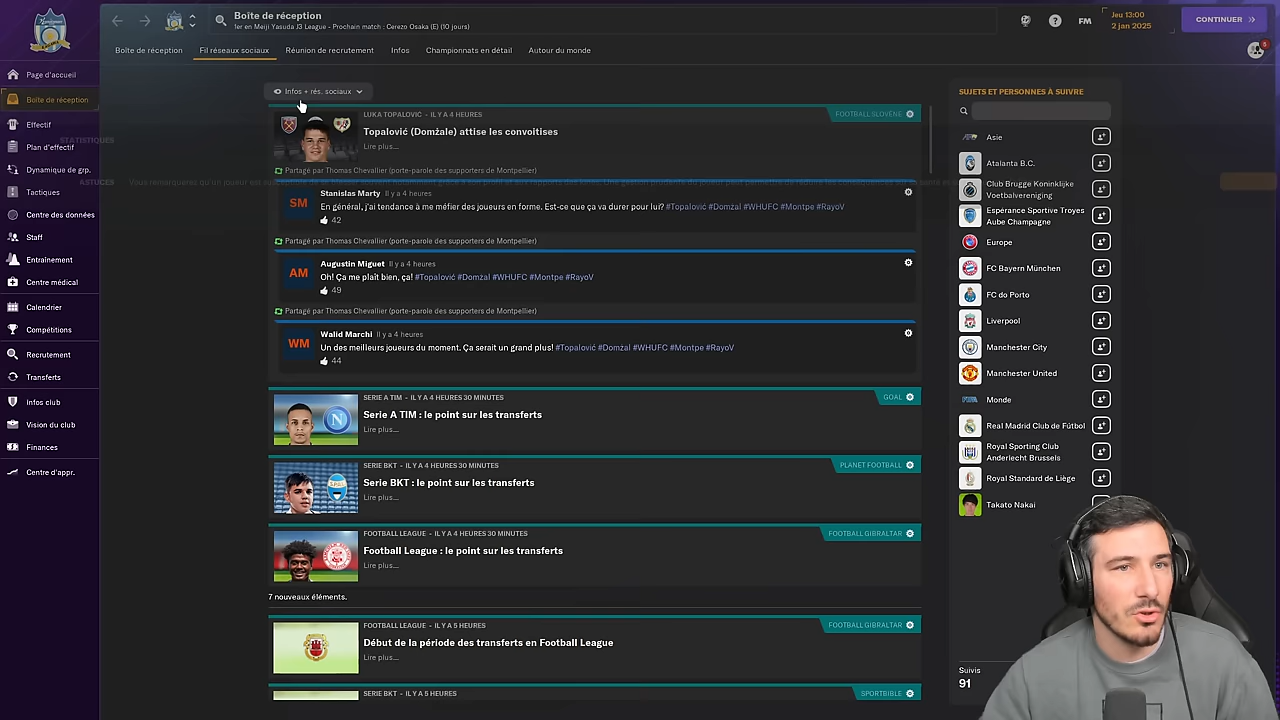 Boîte de réception
1er en Meiji Yasuda J3 League - Prochain match : Cerezo Osaka (E) (10 jours)
FM
Jeu 13:00
2 jan 2025
CONTINUER
Boîte de réception
Fil réseaux sociaux
Réunion de recrutement
Infos
Championnats en détail
Autour du monde
8
Page d'accueil
Boîte de réception
Effectif
Plan d'effectif
Dynamique de grp.
Tactiques
Centre des données
Staff
Entraînement
Centre médical
Calendrier
Compétitions
Recrutement
Transferts
Infos club
Vision du club
Finances
Centre d'appr.
STATISTIQUES
ASTUCES
Infos + rés. sociaux
LUKA TOPALOVIĆ - IL Y A 4 HEURES
FOOTBALL SLOVÈNE
Topalović (Domžale) attise les convoitises
Lire plus...
Partagé par Thomas Chevallier (porte-parole des supporters de Montpellier)
SM
Stanislas Marty Il y a 4 heures
En général, j'ai tendance à me méfier des joueurs en forme. Est-ce que ça va durer pour lui? #Topalović #Domžal #WHUFC #Montpe #RayoV
42
Partagé par Thomas Chevallier (porte-parole des supporters de Montpellier)
AM
Augustin Miguet Il y a 4 heures
Oh! Ça me plaît bien, ça! #Topalović #Domžal #WHUFC #Montpe #RayoV
49
Partagé par Thomas Chevallier (porte-parole des supporters de Montpellier)
WM
Walid Marchi Il y a 4 heures
Un des meilleurs joueurs du moment. Ça serait un grand plus! #Topalović #Domžal #WHUFC #Montpe #RayoV
44
SERIE A TIM - IL Y A 4 HEURES 30 MINUTES
GOAL
Serie A TIM : le point sur les transferts
Lire plus...
SERIE BKT - IL Y A 4 HEURES 30 MINUTES
PLANET FOOTBALL
Serie BKT : le point sur les transferts
Lire plus...
FOOTBALL LEAGUE - IL Y A 4 HEURES 30 MINUTES
FOOTBALL GIBRALTAR
Football League : le point sur les transferts
Lire plus...
7 nouveaux éléments.
FOOTBALL LEAGUE - IL Y A 5 HEURES
FOOTBALL GIBRALTAR
Début de la période des transferts en Football League
Lire plus...
SERIE BKT - IL Y A 5 HEURES
SPORTBIBLE
SUJETS ET PERSONNES À SUIVRE
Asie
Atalanta B.C.
Club Brugge Koninklijke
Voetbalvereniging
Espérance Sportive Troyes
Aube Champagne
Europe
FC Bayern München
FC do Porto
Liverpool
Manchester City
Manchester United
Monde
Real Madrid Club de Fútbol
Royal Sporting Club
Anderlecht Brussels
Royal Standard de Liège
Takato Nakai
Suivis
91